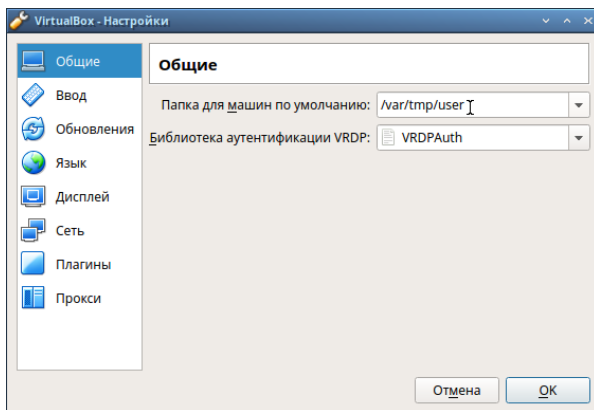 VirtualBox - Настройки
Общие
Ввод
Обновления
Язык
Дисплей
Сеть
Плагины
Прокси
Общие
Папка для машин по умолчанию: /var/tmp/user
Библиотека аутентификации VRDP: VRDPAuth
Отмена OK